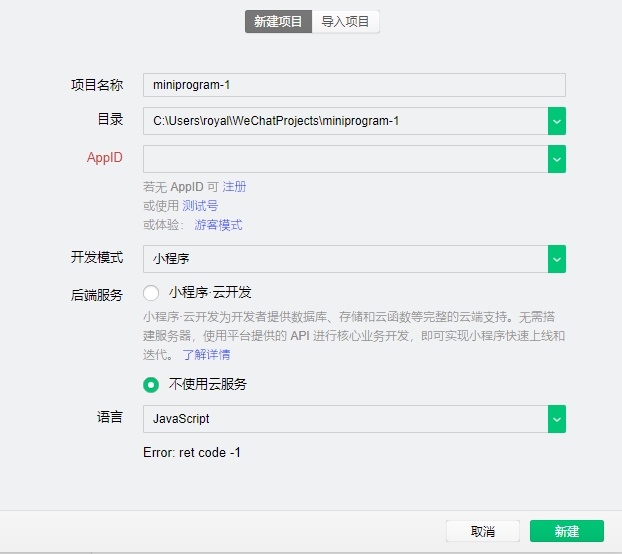 新建项目 导入项目
项目名称 miniprogram-1
目录 C:\Users\royal\WeChatProjects\miniprogram-1
AppID
若无 AppID 可 注册
或使用 测试号
或体验： 游客模式
开发模式 小程序
后端服务 小程序·云开发
小程序·云开发为开发者提供数据库、存储和云函数等完整的云端支持。无需搭
建服务器，使用平台提供的 API 进行核心业务开发，即可实现小程序快速上线和
迭代。 了解详情
不使用云服务
语言 JavaScript
Error: ret code -1
取消 新建